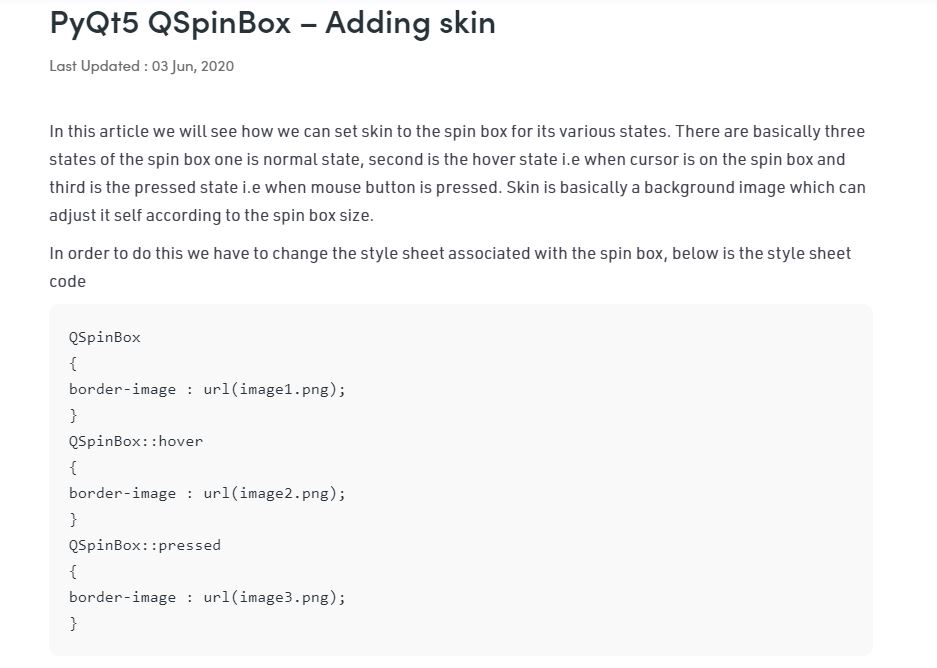 PyQt5 QSpinBox – Adding skin
Last Updated : 03 Jun, 2020
In this article we will see how we can set skin to the spin box for its various states. There are basically three
states of the spin box one is normal state, second is the hover state i.e when cursor is on the spin box and
third is the pressed state i.e when mouse button is pressed. Skin is basically a background image which can
adjust it self according to the spin box size.
In order to do this we have to change the style sheet associated with the spin box, below is the style sheet
code
QSpinBox
{
border-image : url(image1.png);
}
QSpinBox::hover
{
border-image : url(image2.png);
}
QSpinBox::pressed
{
border-image : url(image3.png);
}